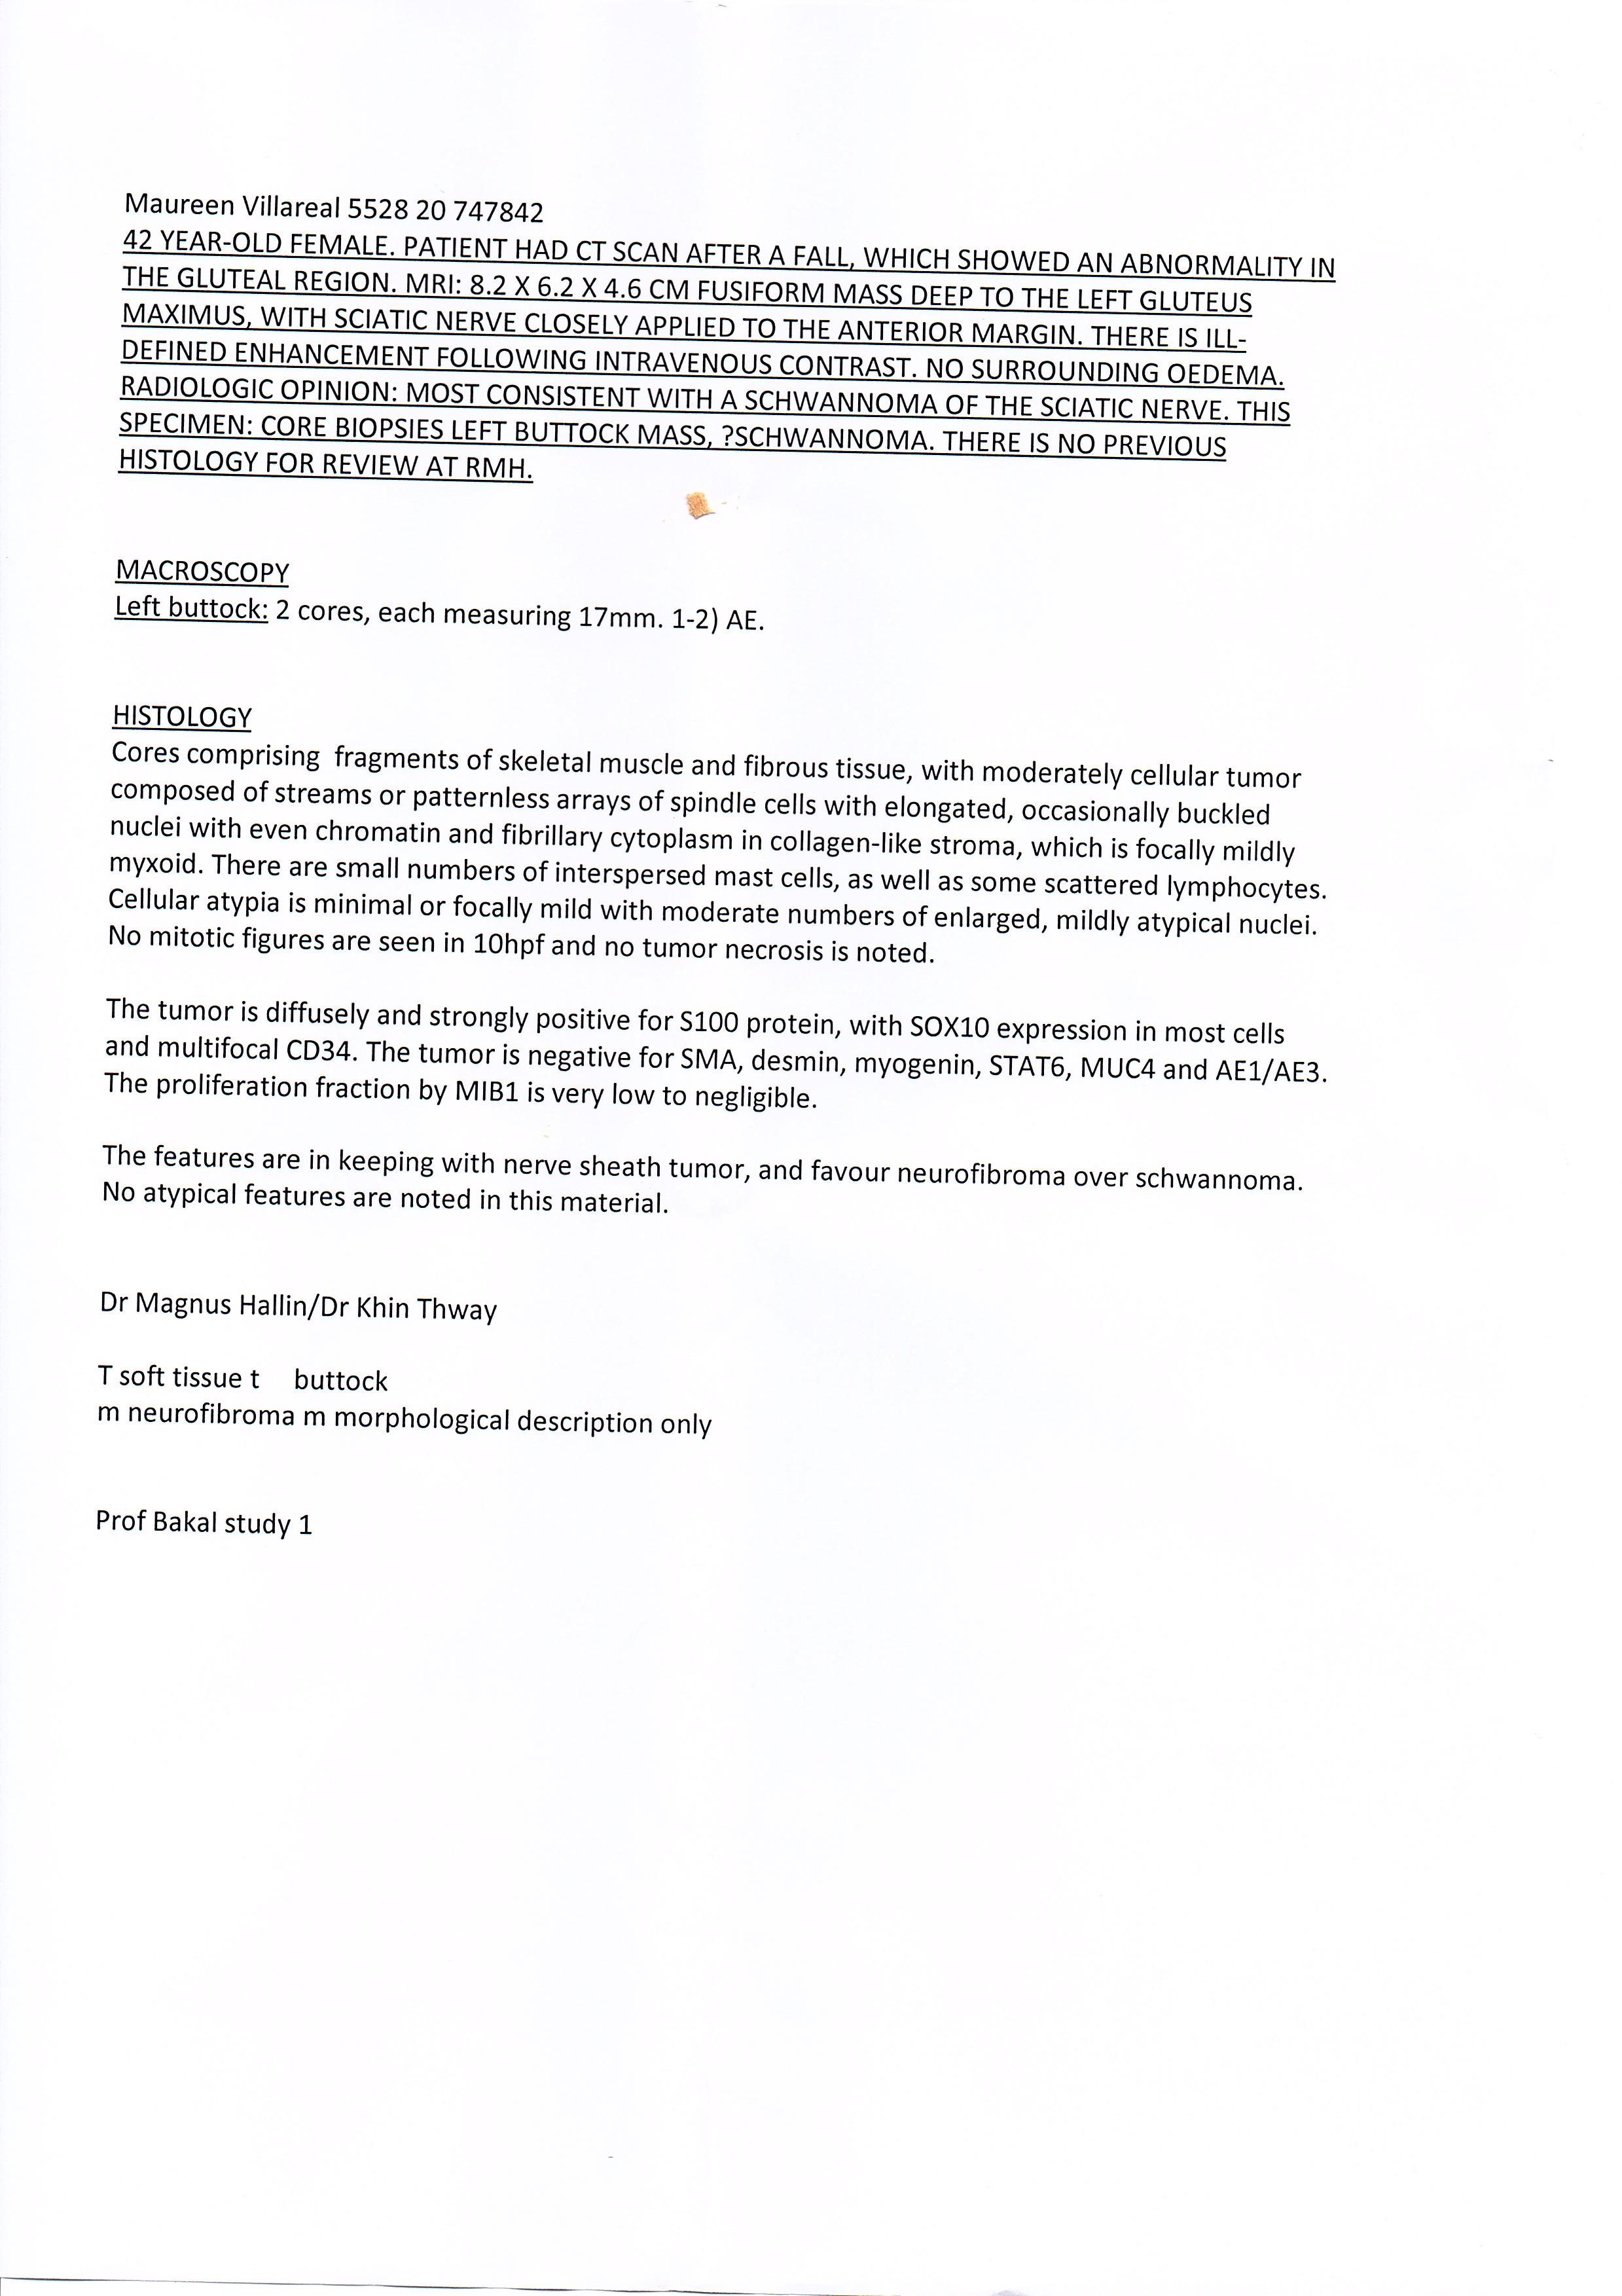 Maureen Villareal 5528 20 747842
42 YEAR-OLD FEMALE. PATIENT HAD CT SCAN AFTER A FALL, WHICH SHOWED AN ABNORMALITY IN
THE GLUTEAL REGION. MRI: 8.2 X 6.2 X 4.6 CM FUSIFORM MASS DEEP TO THE LEFT GLUTEUS
MAXIMUS, WITH SCIATIC NERVE CLOSELY APPLIED TO THE ANTERIOR MARGIN. THERE IS ILL-
DEFINED ENHANCEMENT FOLLOWING INTRAVENOUS CONTRAST. NO SURROUNDING OEDEMA.
RADIOLOGIC OPINION: MOST CONSISTENT WITH A SCHWANNOMA OF THE SCIATIC NERVE. THIS
SPECIMEN: CORE BIOPSIES LEFT BUTTOCK MASS, ?SCHWANNOMA. THERE IS NO PREVIOUS
HISTOLOGY FOR REVIEW AT RMH.
MACROSCOPY
Left buttock: 2 cores, each measuring 17mm. 1-2) AE.
HISTOLOGY
Cores comprising  fragments of skeletal muscle and fibrous tissue, with moderately cellular tumor
composed of streams or patternless arrays of spindle cells with elongated, occasionally buckled
nuclei with even chromatin and fibrillary cytoplasm in collagen-like stroma, which is focally mildly
myxoid. There are small numbers of interspersed mast cells, as well as some scattered lymphocytes.
Cellular atypia is minimal or focally mild with moderate numbers of enlarged, mildly atypical nuclei.
No mitotic figures are seen in 10hpf and no tumor necrosis is noted.
The tumor is diffusely and strongly positive for S100 protein, with SOX10 expression in most cells
and multifocal CD34. The tumor is negative for SMA, desmin, myogenin, STAT6, MUC4 and AE1/AE3.
The proliferation fraction by MIB1 is very low to negligible.
The features are in keeping with nerve sheath tumor, and favour neurofibroma over schwannoma.
No atypical features are noted in this material.
Dr Magnus Hallin/Dr Khin Thway
T soft tissue t    buttock
m neurofibroma m morphological description only
Prof Bakal study 1